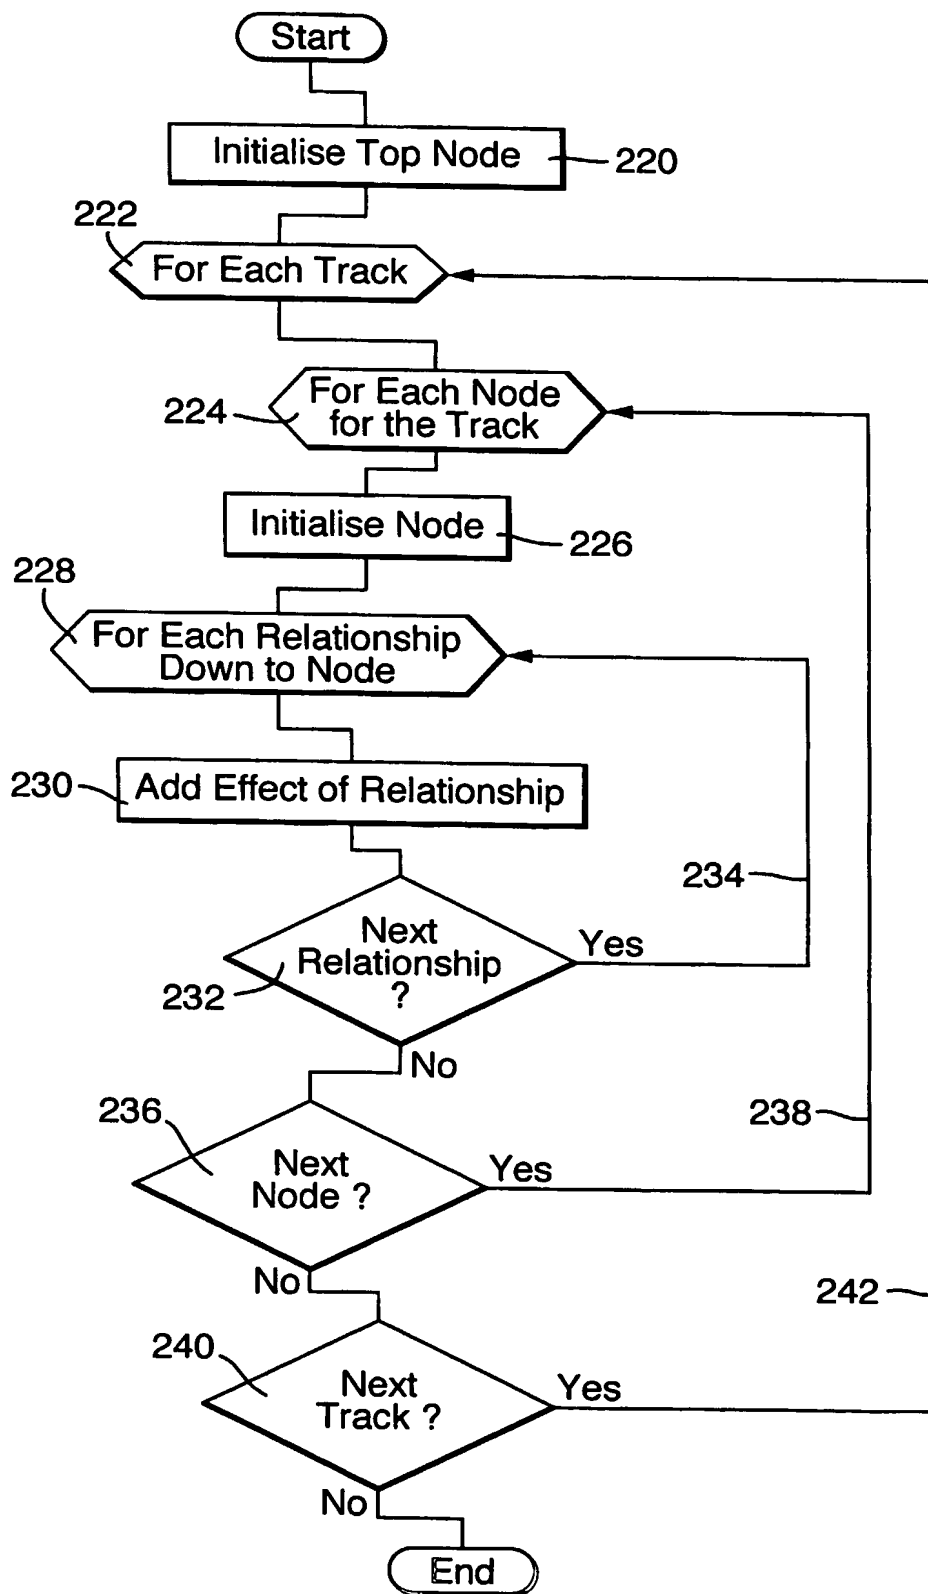 Start
Initialise Top Node
220
222
For Each Track
For Each Node
for the Track
224
Initialise Node
226
228
For Each Relationship
Down to Node
230
Add Effect of Relationship
234
Next
Relationship
?
Yes
232
No
236
238
Next
Node ?
Yes
No
242
240
Next
Track ?
Yes
No
End